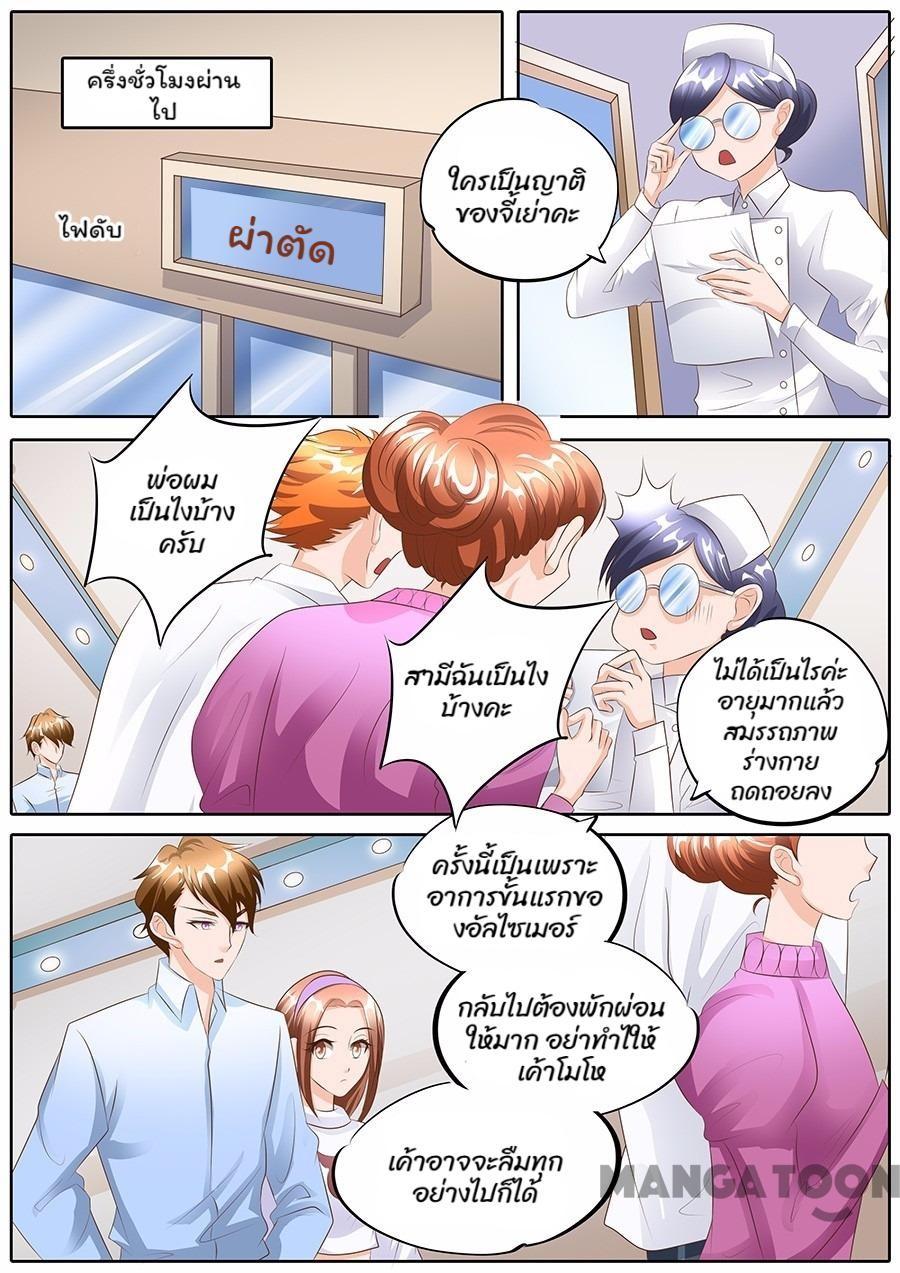 ครึ่งชั่วโมงผ่าน
ไป
ไฟดับ
ผ่าตัด
ใครเป็นญาติ
ของจี้เย่าคะ
พ่อผม
เป็นไงบ้าง
ครับ
สามีฉันเป็นไง
บ้างคะ
ไม่ได้เป็นไรค่ะ
อายุมากแล้ว
สมรรถภาพ
ร่างกาย
ถดถอยลง
ครั้งนี้เป็นเพราะ
อาการขั้นแรกขอ
งอัลไซเมอร์
กลับไปต้องพักผ่อน
ให้มาก อย่าทำให้
เค้าโมโห
เค้าอาจจะลืมทุก
อย่างไปก็ได้
MANGATOON